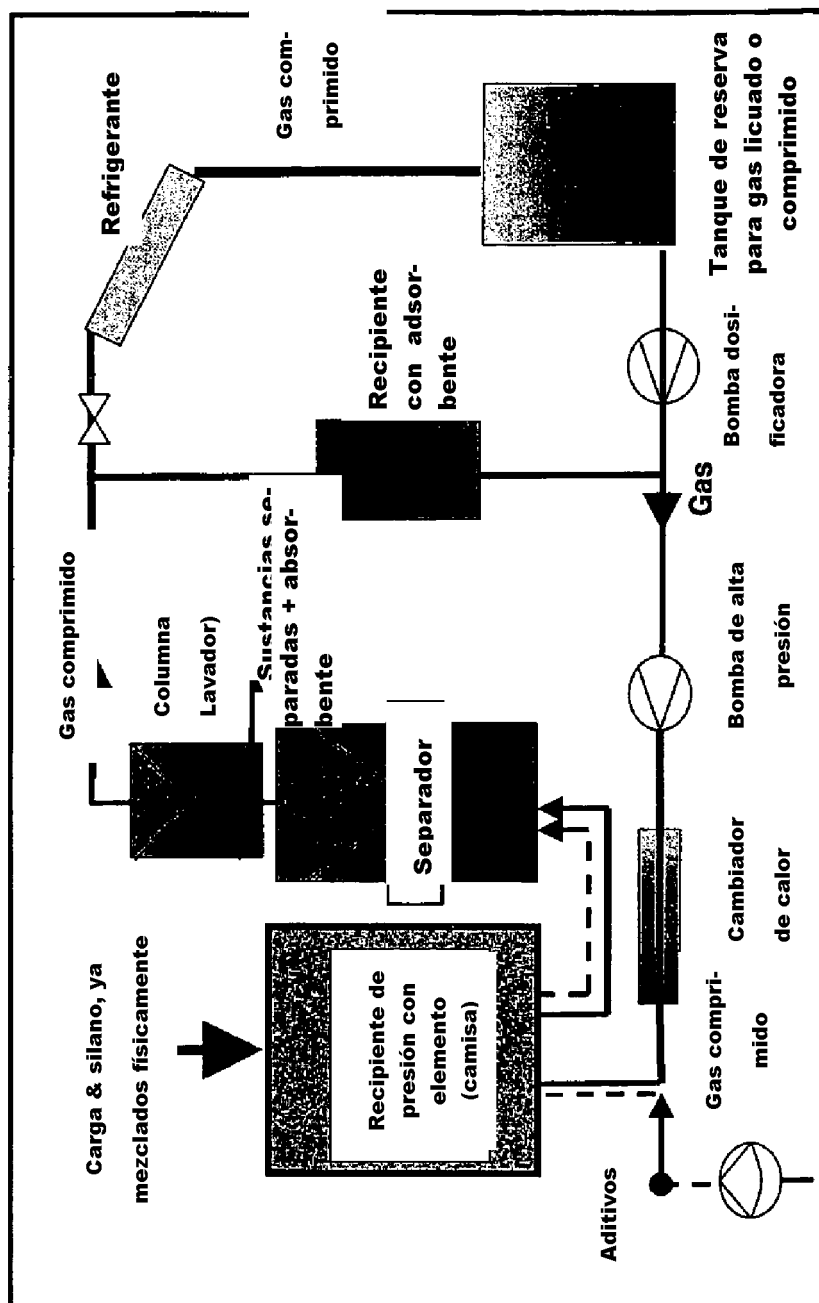 Carga & silano, ya
mezclados físicamente
Recipiente de
presión con
elemento
(camisa)
Gas comprimido
Columna
Lavador)
Sustancias se-
paradas + absor-
bente
Separador
Refrigerante
Gas com-
primido
Recipiente
con adsor-
bente
Tanque de reserva
para gas licuado o
comprimido
Bomba dosi-
ficadora
Gas
Bomba de alta
presión
Cambiador
de calor
Gas compri-
mido
Aditivos